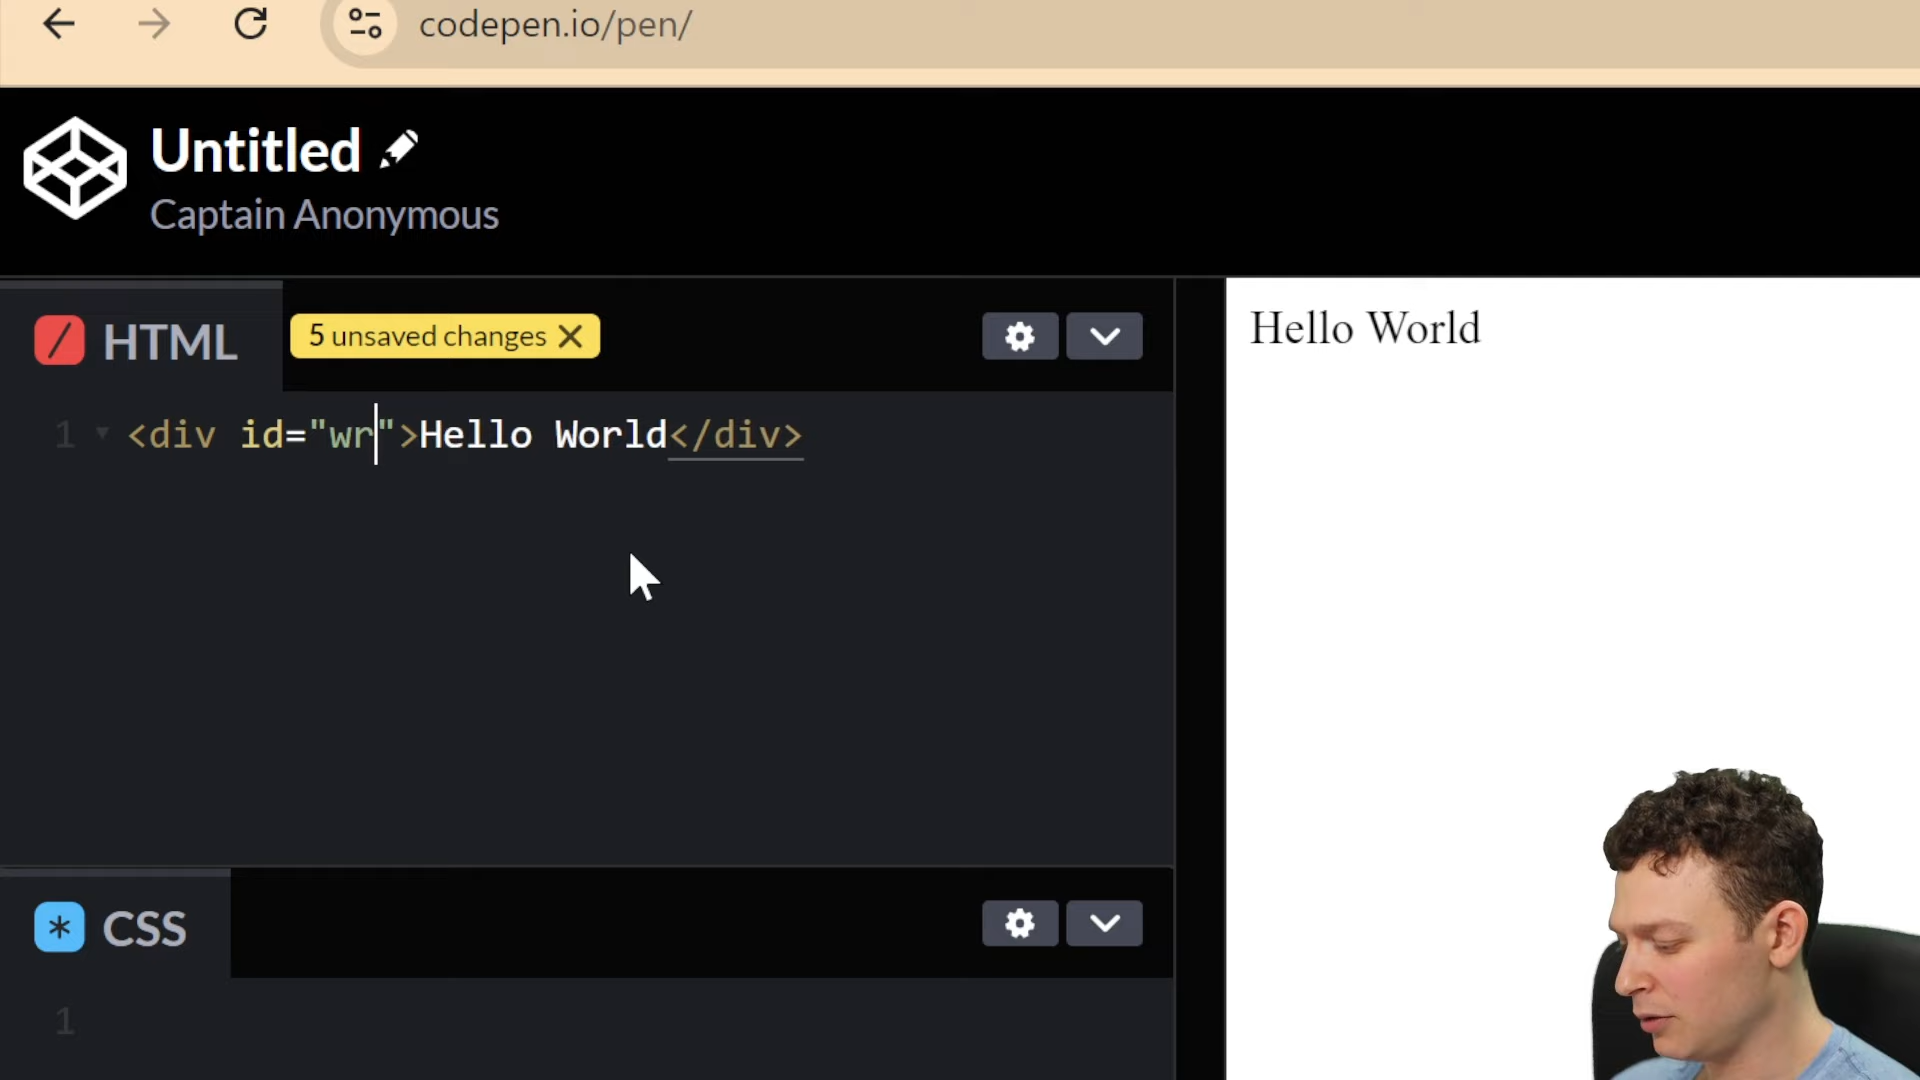 codepen.io/pen/
Untitled
Captain Anonymous
HTML
5 unsaved changes
1 <div id="wr">Hello World</div>
Hello World
CSS
1